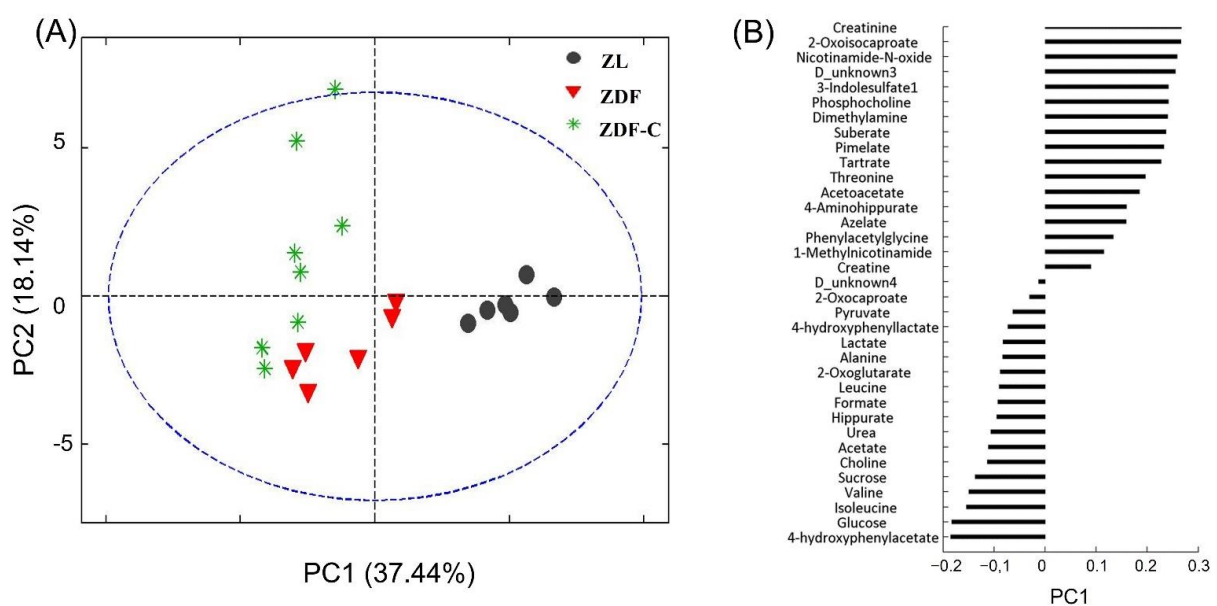 (A)
ZL
ZDF
ZDF-C
5
0
-5
PC2 (18.14%)
PC1 (37.44%)
(B)
Creatinine
2-Oxoisocaproate
Nicotinamide-N-oxide
D_unknown3
3-Indolesulfate1
Phosphocholine
Dimethylamine
Suberate
Pimelate
Tartrate
Threonine
Acetoacetate
4-Aminohippurate
Azelate
Phenylacetylglycine
1-Methylnicotinamide
Creatine
D_unknown4
2-Oxocaproate
Pyruvate
4-hydroxyphenyllactate
Lactate
Alanine
2-Oxoglutarate
Leucine
Formate
Hippurate
Urea
Acetate
Choline
Sucrose
Valine
Isoleucine
Glucose
4-hydroxyphenylacetate
−0.2 −0,1 0 0.1 0.2 0.3
PC1